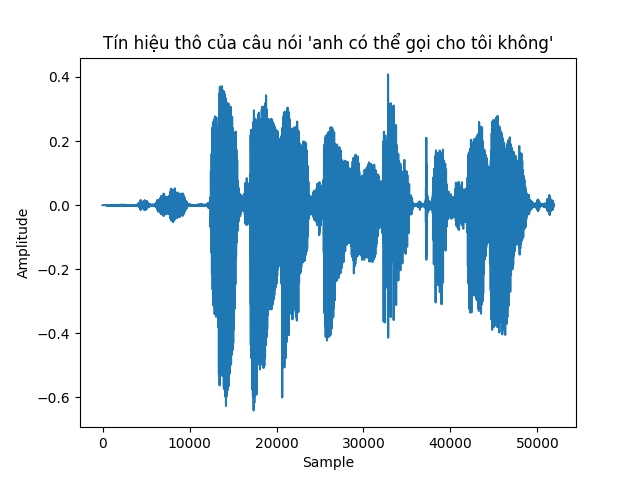 Tín hiệu thô của câu nói 'anh có thể gọi cho tôi không'
0.4
0.2
0.0
−0.2
−0.4
−0.6
Amplitude
0 10000 20000 30000 40000 50000
Sample